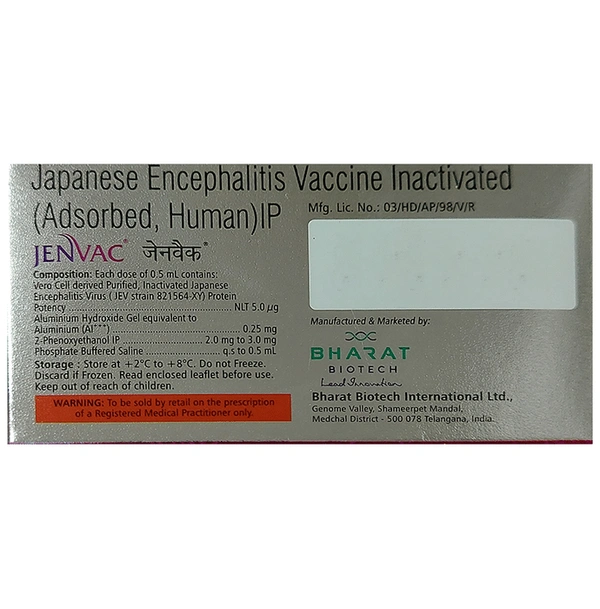 Japanese Encephalitis Vaccine Inactivated
(Adsorbed, Human)IP
Mfg. Lic. No.: 03/HD/AP/98/V/R
JENVAC® जेनवैक®
Composition: Each dose of 0.5 mL contains:
Vero Cell derived Purified, Inactivated Japanese
Encephalitis Virus ( JEV strain 821564-XY) Protein
Potency ........ NLT 5.0 µg
Aluminium Hydroxide Gel equivalent to
Aluminium (Al+++) ........ 0.25 mg
2-Phenoxyethanol IP ........ 2.0 mg to 3.0 mg
Phosphate Buffered Saline ........ q.s to 0.5 mL
Storage : Store at +2°C to +8°C. Do not Freeze.
Discard if Frozen. Read enclosed leaflet before use.
Keep out of reach of children.
WARNING: To be sold by retail on the prescription
of a Registered Medical Practitioner only.
Manufactured & Marketed by:
BHARAT
BIOTECH
Lead Innovation
Bharat Biotech International Ltd.,
Genome Valley, Shameerpet Mandal,
Medchal District - 500 078 Telangana, India.